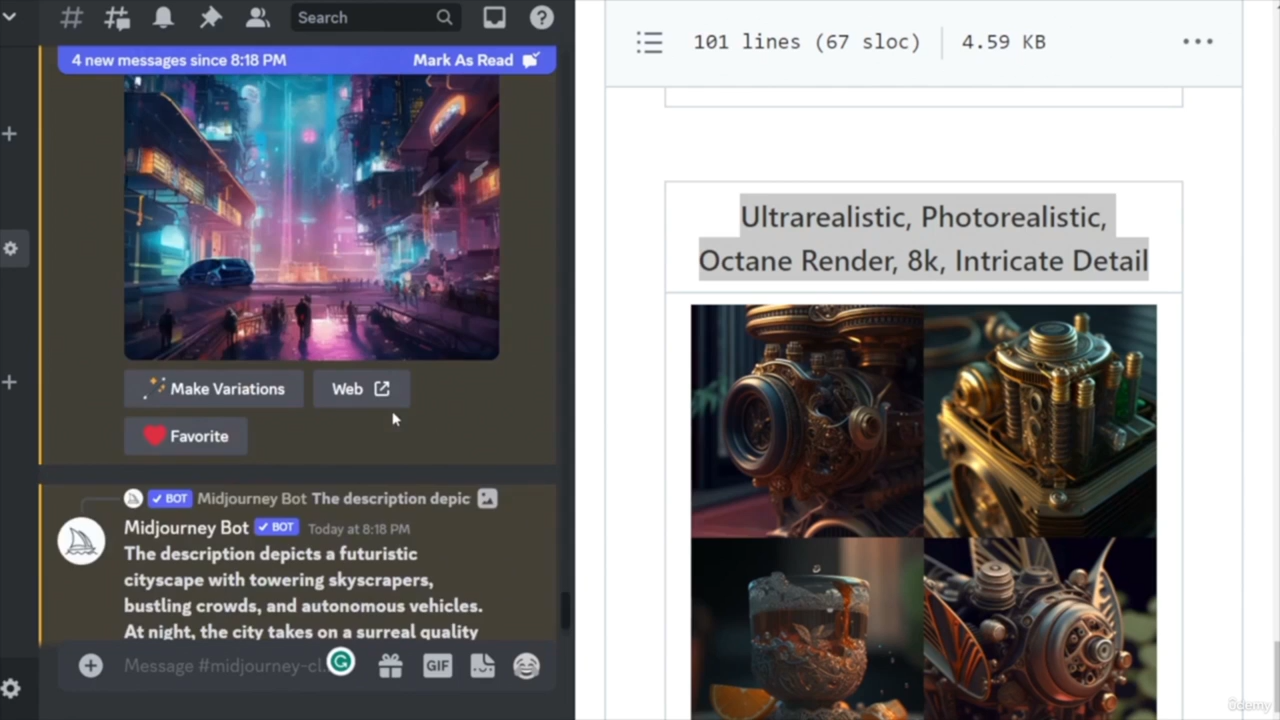 Search
4 new messages since 8:18 PM
Mark As Read
Make Variations
Web
Favorite
BOT Midjourney Bot The description depic
Midjourney Bot BOT Today at 8:18 PM
The description depicts a futuristic
cityscape with towering skyscrapers,
bustling crowds, and autonomous vehicles.
At night, the city takes on a surreal quality
Message #midjourney-cl
GIF
101 lines (67 sloc)
4.59 KB
Ultrarealistic, Photorealistic,
Octane Render, 8k, Intricate Detail
ûdemy